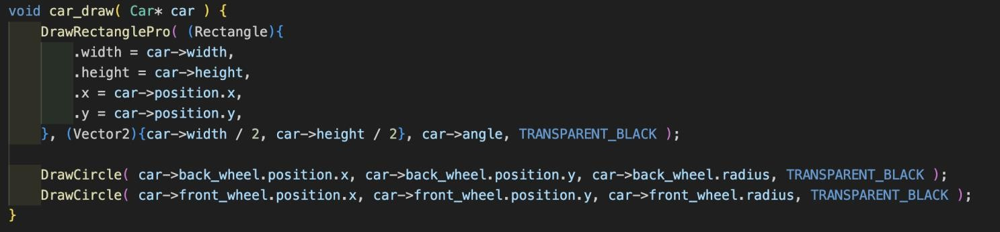 void car_draw( Car* car ) {
    DrawRectanglePro( (Rectangle){
        .width = car->width,
        .height = car->height,
        .x = car->position.x,
        .y = car->position.y,
    }, (Vector2){car->width / 2, car->height / 2}, car->angle, TRANSPARENT_BLACK );

    DrawCircle( car->back_wheel.position.x, car->back_wheel.position.y, car->back_wheel.radius, TRANSPARENT_BLACK );
    DrawCircle( car->front_wheel.position.x, car->front_wheel.position.y, car->front_wheel.radius, TRANSPARENT_BLACK );
}